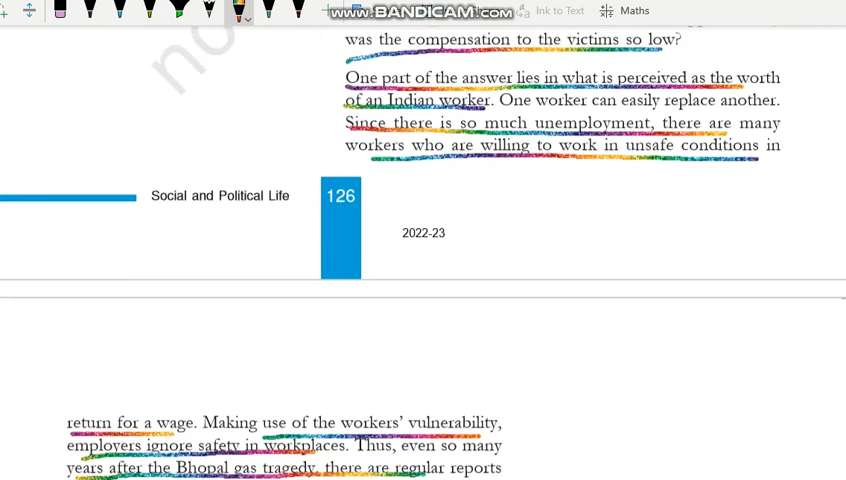 www.BANDICAM.com
Ink to Text
Maths
no
was the compensation to the victims so low?
One part of the answer lies in what is perceived as the worth
of an Indian worker. One worker can easily replace another.
Since there is so much unemployment, there are many
workers who are willing to work in unsafe conditions in
Social and Political Life
126
2022-23
return for a wage. Making use of the workers’ vulnerability,
employers ignore safety in workplaces. Thus, even so many
years after the Bhopal gas tragedy, there are regular reports